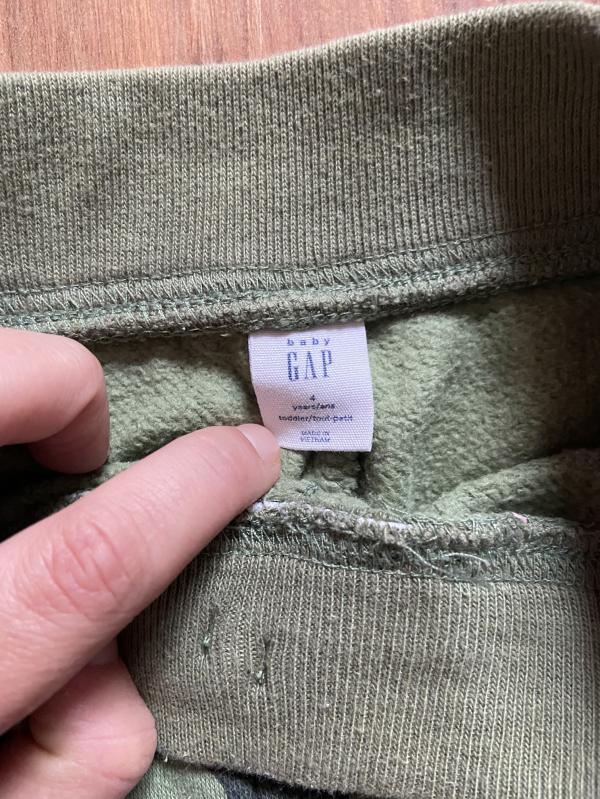 baby
GAP
4
years/ans
toddler/tout-petit
MADE IN
VIETNAM